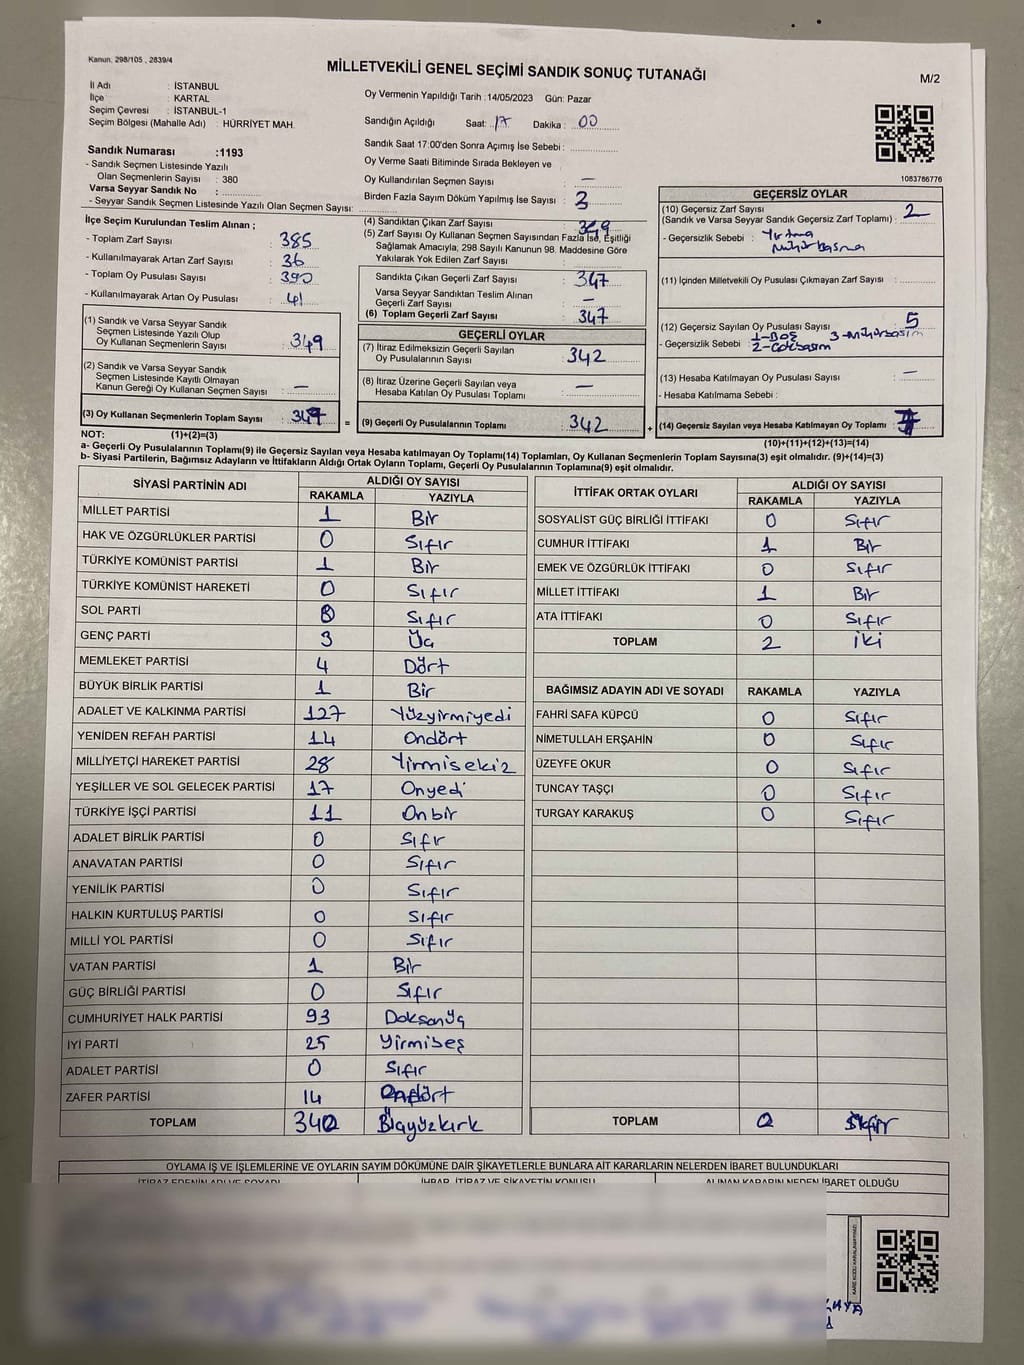 Kanun: 298/105 , 2839/4
MİLLETVEKİLİ GENEL SEÇİMİ SANDIK SONUÇ TUTANAĞI
M/2
İl Adı : İSTANBUL
İlçe : KARTAL
Seçim Çevresi : İSTANBUL-1
Seçim Bölgesi (Mahalle Adı) : HÜRRİYET MAH.
Oy Vermenin Yapıldığı Tarih :14/05/2023 Gün: Pazar
Sandığın Açıldığı Saat: 17 Dakika : 00
Sandık Saat 17:00'den Sonra Açımış İse Sebebi :
Oy Verme Saati Bitiminde Sırada Bekleyen ve
Oy Kullandırılan Seçmen Sayısı : —
Birden Fazla Sayım Döküm Yapılmış İse Sayısı : 3
Sandık Numarası :1193
- Sandık Seçmen Listesinde Yazılı
Olan Seçmenlerin Sayısı : 380
Varsa Seyyar Sandık No :
- Seyyar Sandık Seçmen Listesinde Yazılı Olan Seçmen Sayısı:
1083766776
İlçe Seçim Kurulundan Teslim Alınan ;
- Toplam Zarf Sayısı : 385
- Kullanılmayarak Artan Zarf Sayısı : 36
- Toplam Oy Pusulası Sayısı : 390
- Kullanılmayarak Artan Oy Pusulası : 41
(1) Sandık ve Varsa Seyyar Sandık
Seçmen Listesinde Yazılı Olup
Oy Kullanan Seçmenlerin Sayısı : 349
(2) Sandık ve Varsa Seyyar Sandık
Seçmen Listesinde Kayıtlı Olmayan
Kanun Gereği Oy Kullanan Seçmen Sayısı : —
(3) Oy Kullanan Seçmenlerin Toplam Sayısı : 349
(4) Sandıktan Çıkan Zarf Sayısı : 349
(5) Zarf Sayısı Oy Kullanan Seçmen Sayısından Fazla İse, Eşitliği
Sağlamak Amacıyla; 298 Sayılı Kanunun 98. Maddesine Göre
Yakılarak Yok Edilen Zarf Sayısı :
Sandıkta Çıkan Geçerli Zarf Sayısı : 347
Varsa Seyyar Sandıktan Teslim Alınan
Geçerli Zarf Sayısı : —
(6) Toplam Geçerli Zarf Sayısı : 347
GEÇERLİ OYLAR
(7) İtiraz Edilmeksizin Geçerli Sayılan
Oy Pusulalarının Sayısı : 342
(8) İtiraz Üzerine Geçerli Sayılan veya
Hesaba Katılan Oy Pusulaları Toplamı : —
= (9) Geçerli Oy Pusulalarının Toplamı : 342 +
GEÇERSİZ OYLAR
(10) Geçersiz Zarf Sayısı
(Sandık ve Varsa Seyyar Sandık Geçersiz Zarf Toplamı) : 2
- Geçersizlik Sebebi : Yırtma
(11) İçinden Milletvekili Oy Pusulası Çıkmayan Zarf Sayısı :
(12) Geçersiz Sayılan Oy Pusulası Sayısı : 5
- Geçersizlik Sebebi : 1-Boş
(13) Hesaba Katılmayan Oy Pusulası Sayısı : —
- Hesaba Katılmama Sebebi :
(14) Geçersiz Sayılan veya Hesaba Katılmayan Oy Toplamı : 7
NOT: (1)+(2)=(3)
(10)+(11)+(12)+(13)=(14)
a- Geçerli Oy Pusulasının Toplamı(9) ile Geçersiz Sayılan veya Hesaba katılmayan Oy Toplamı(14) Toplamları, Oy Kullanan Seçmenlerin Toplam Sayısına(3) eşit olmalıdır. (9)+(14)=(3)
b- Siyasi Partilerin, Bağımsız Adayların ve İttifakların Aldığı Ortak Oyların Toplamı, Geçerli Oy Pusulalarının Toplamına(9) eşit olmalıdır.
SİYASİ PARTİNİN ADI ALDIĞI OY SAYISI
RAKAMLA YAZIYLA
MİLLET PARTİSİ 1 Bir
HAK VE ÖZGÜRLÜKLER PARTİSİ 0 Sıfır
TÜRKİYE KOMÜNİST PARTİSİ 1 Bir
TÜRKİYE KOMÜNİST HAREKETİ 0 Sıfır
SOL PARTİ 0 Sıfır
GENÇ PARTİ 3 Üç
MEMLEKET PARTİSİ 4 Dört
BÜYÜK BİRLİK PARTİSİ 1 Bir
ADALET VE KALKINMA PARTİSİ 127 Yüzyirmiyedi
YENİDEN REFAH PARTİSİ 14 Ondört
MİLLİYETÇİ HAREKET PARTİSİ 28 Yirmisekiz
YEŞİLLER VE SOL GELECEK PARTİSİ 17 Onyedi
TÜRKİYE İŞÇİ PARTİSİ 11 Onbir
ADALET BİRLİK PARTİSİ 0 Sıfır
ANAVATAN PARTİSİ 0 Sıfır
YENİLİK PARTİSİ 0 Sıfır
HALKIN KURTULUŞ PARTİSİ 0 Sıfır
MİLLİ YOL PARTİSİ 0 Sıfır
VATAN PARTİSİ 1 Bir
GÜÇ BİRLİĞİ PARTİSİ 0 Sıfır
CUMHURİYET HALK PARTİSİ 93 Doksanüç
İYİ PARTİ 25 Yirmibeş
ADALET PARTİSİ 0 Sıfır
ZAFER PARTİSİ 14 Ondört
TOPLAM 340 Üçyüzkırk
İTTİFAK ORTAK OYLARI ALDIĞI OY SAYISI
RAKAMLA YAZIYLA
SOSYALİST GÜÇ BİRLİĞİ İTTİFAKI 0 Sıfır
CUMHUR İTTİFAKI 1 Bir
EMEK VE ÖZGÜRLÜK İTTİFAKI 0 Sıfır
MİLLET İTTİFAKI 1 Bir
ATA İTTİFAKI 0 Sıfır
TOPLAM 2 iki
BAĞIMSIZ ADAYIN ADI VE SOYADI RAKAMLA YAZIYLA
FAHRİ SAFA KÜPCÜ 0 Sıfır
NİMETULLAH ERŞAHİN 0 Sıfır
ÜZEYFE OKUR 0 Sıfır
TUNCAY TAŞÇI 0 Sıfır
TURGAY KARAKUŞ 0 Sıfır
TOPLAM 0 Sıfır
OYLAMA İŞ VE İŞLEMLERİNE VE OYLARIN SAYIM DÖKÜMÜNE DAİR ŞİKAYETLERLE BUNLARA AİT KARARLARIN NELERDEN İBARET BULUNDUKLARI
İTİRAZ EDENİN ADI VE SOYADI İHBAR, İTİRAZ VE ŞİKAYETİN KONUSU ALINAN KARARIN NEDEN İBARET OLDUĞU